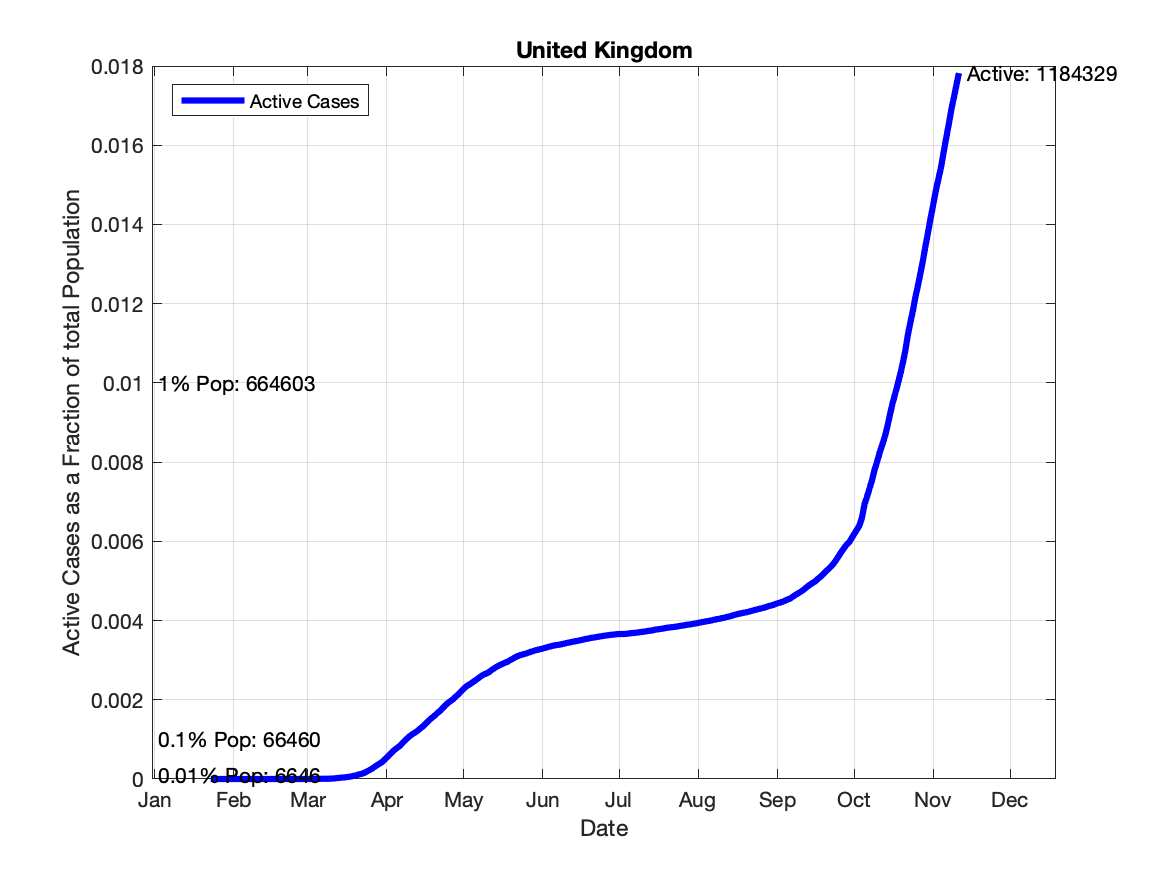 United Kingdom
0.018
Active: 1184329
Active Cases
0.016
0.014
0.012
1% Pop: 664603
0.01
0.008
0.006
0.004
0.002
0.1% Pop: 66460
0
0.01% Pop: 6646
Active Cases as a Fraction of total Population
Jan Feb Mar Apr May Jun Jul Aug Sep Oct Nov Dec
Date